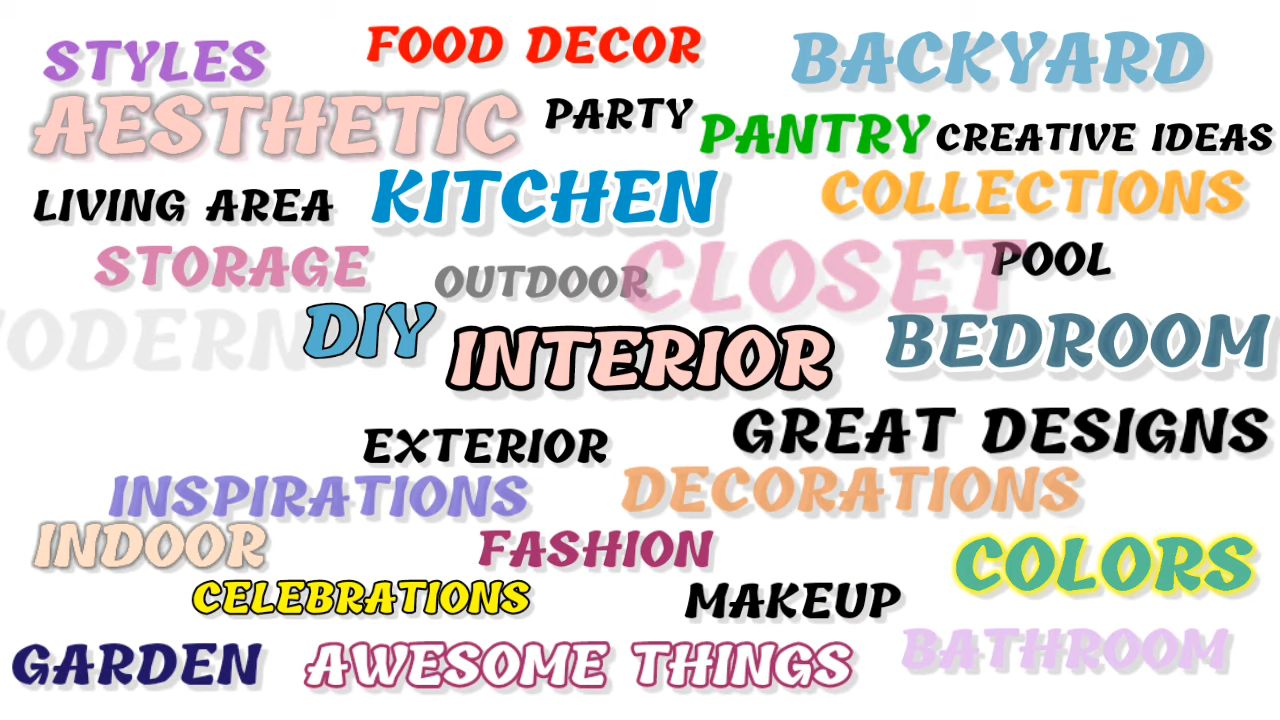 STYLES
FOOD DECOR
BACKYARD
AESTHETIC
PARTY
PANTRY
CREATIVE IDEAS
LIVING AREA
KITCHEN
COLLECTIONS
STORAGE
OUTDOOR
CLOSET
POOL
ODERN
DIY
INTERIOR
BEDROOM
EXTERIOR
GREAT DESIGNS
INSPIRATIONS
DECORATIONS
INDOOR
FASHION
COLORS
CELEBRATIONS
MAKEUP
GARDEN
AWESOME THINGS
BATHROOM